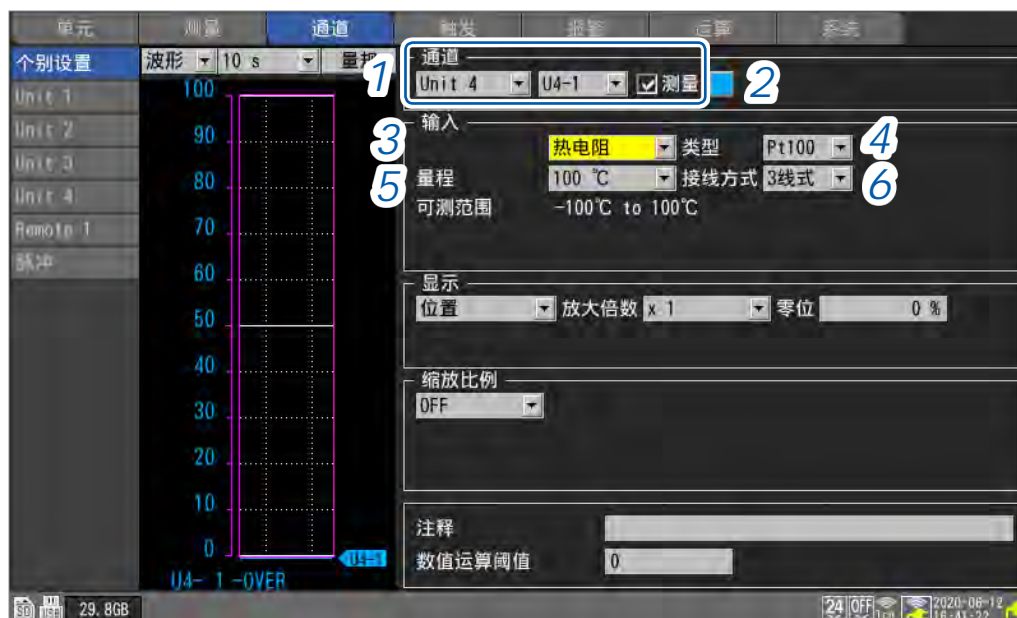 单元 测量 通道 触发 报警 运算 系统
个别设置
Unit 1
Unit 2
Unit 3
Unit 4
Remote 1
脉冲
波形 10 s
100
90
80
70
60
50
40
30
20
10
0
U4-1
U4- 1 -OVER
1
通道
Unit 4 U4-1 测量 2
输入
3 热电阻 类型 Pt100 4
5 量程 100 ℃ 接线方式 3线式 6
可测范围 -100℃ to 100℃
显示
位置 放大倍数 x 1 零位 0 %
缩放比例
OFF
注释
数值运算阈值 0
SD USB 29.8GB
24 OFF 2020-06-12
16:41:22